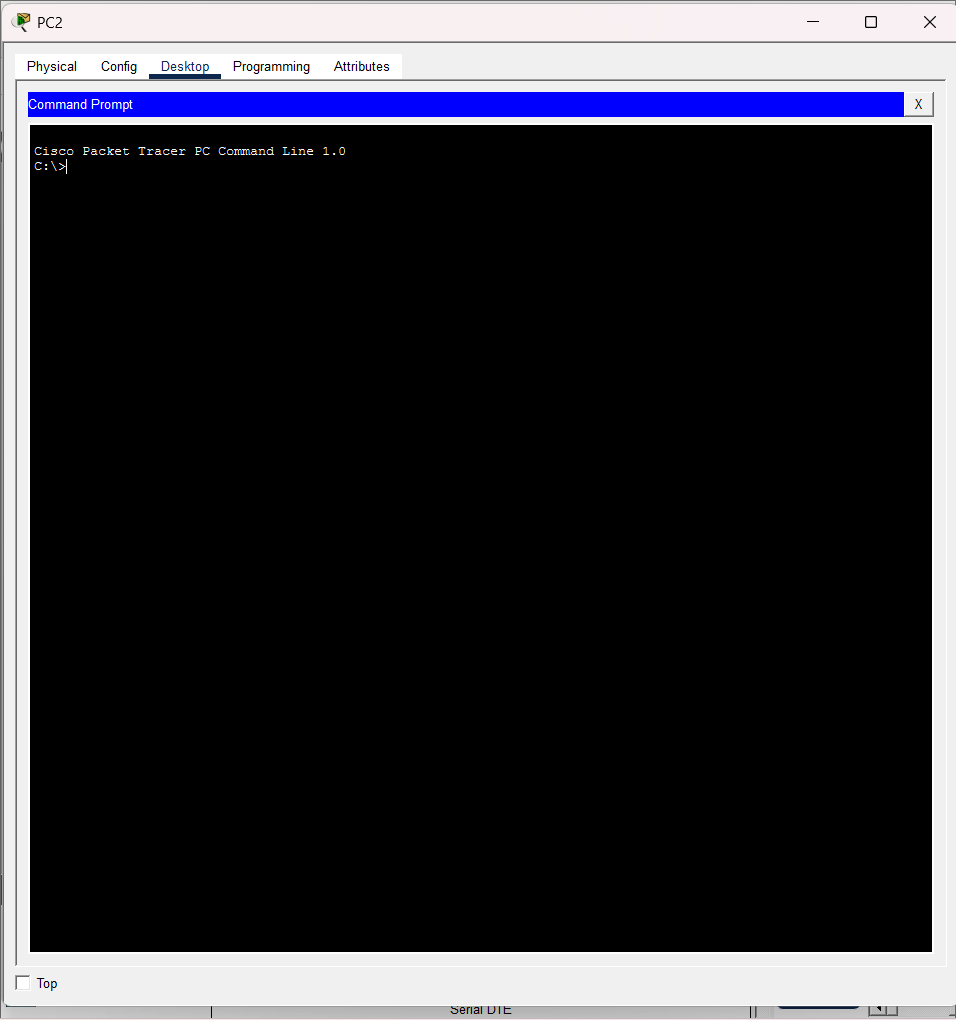 PC2
Physical Config Desktop Programming Attributes
Command Prompt
X
Cisco Packet Tracer PC Command Line 1.0
C:\>
Top
Serial DTE